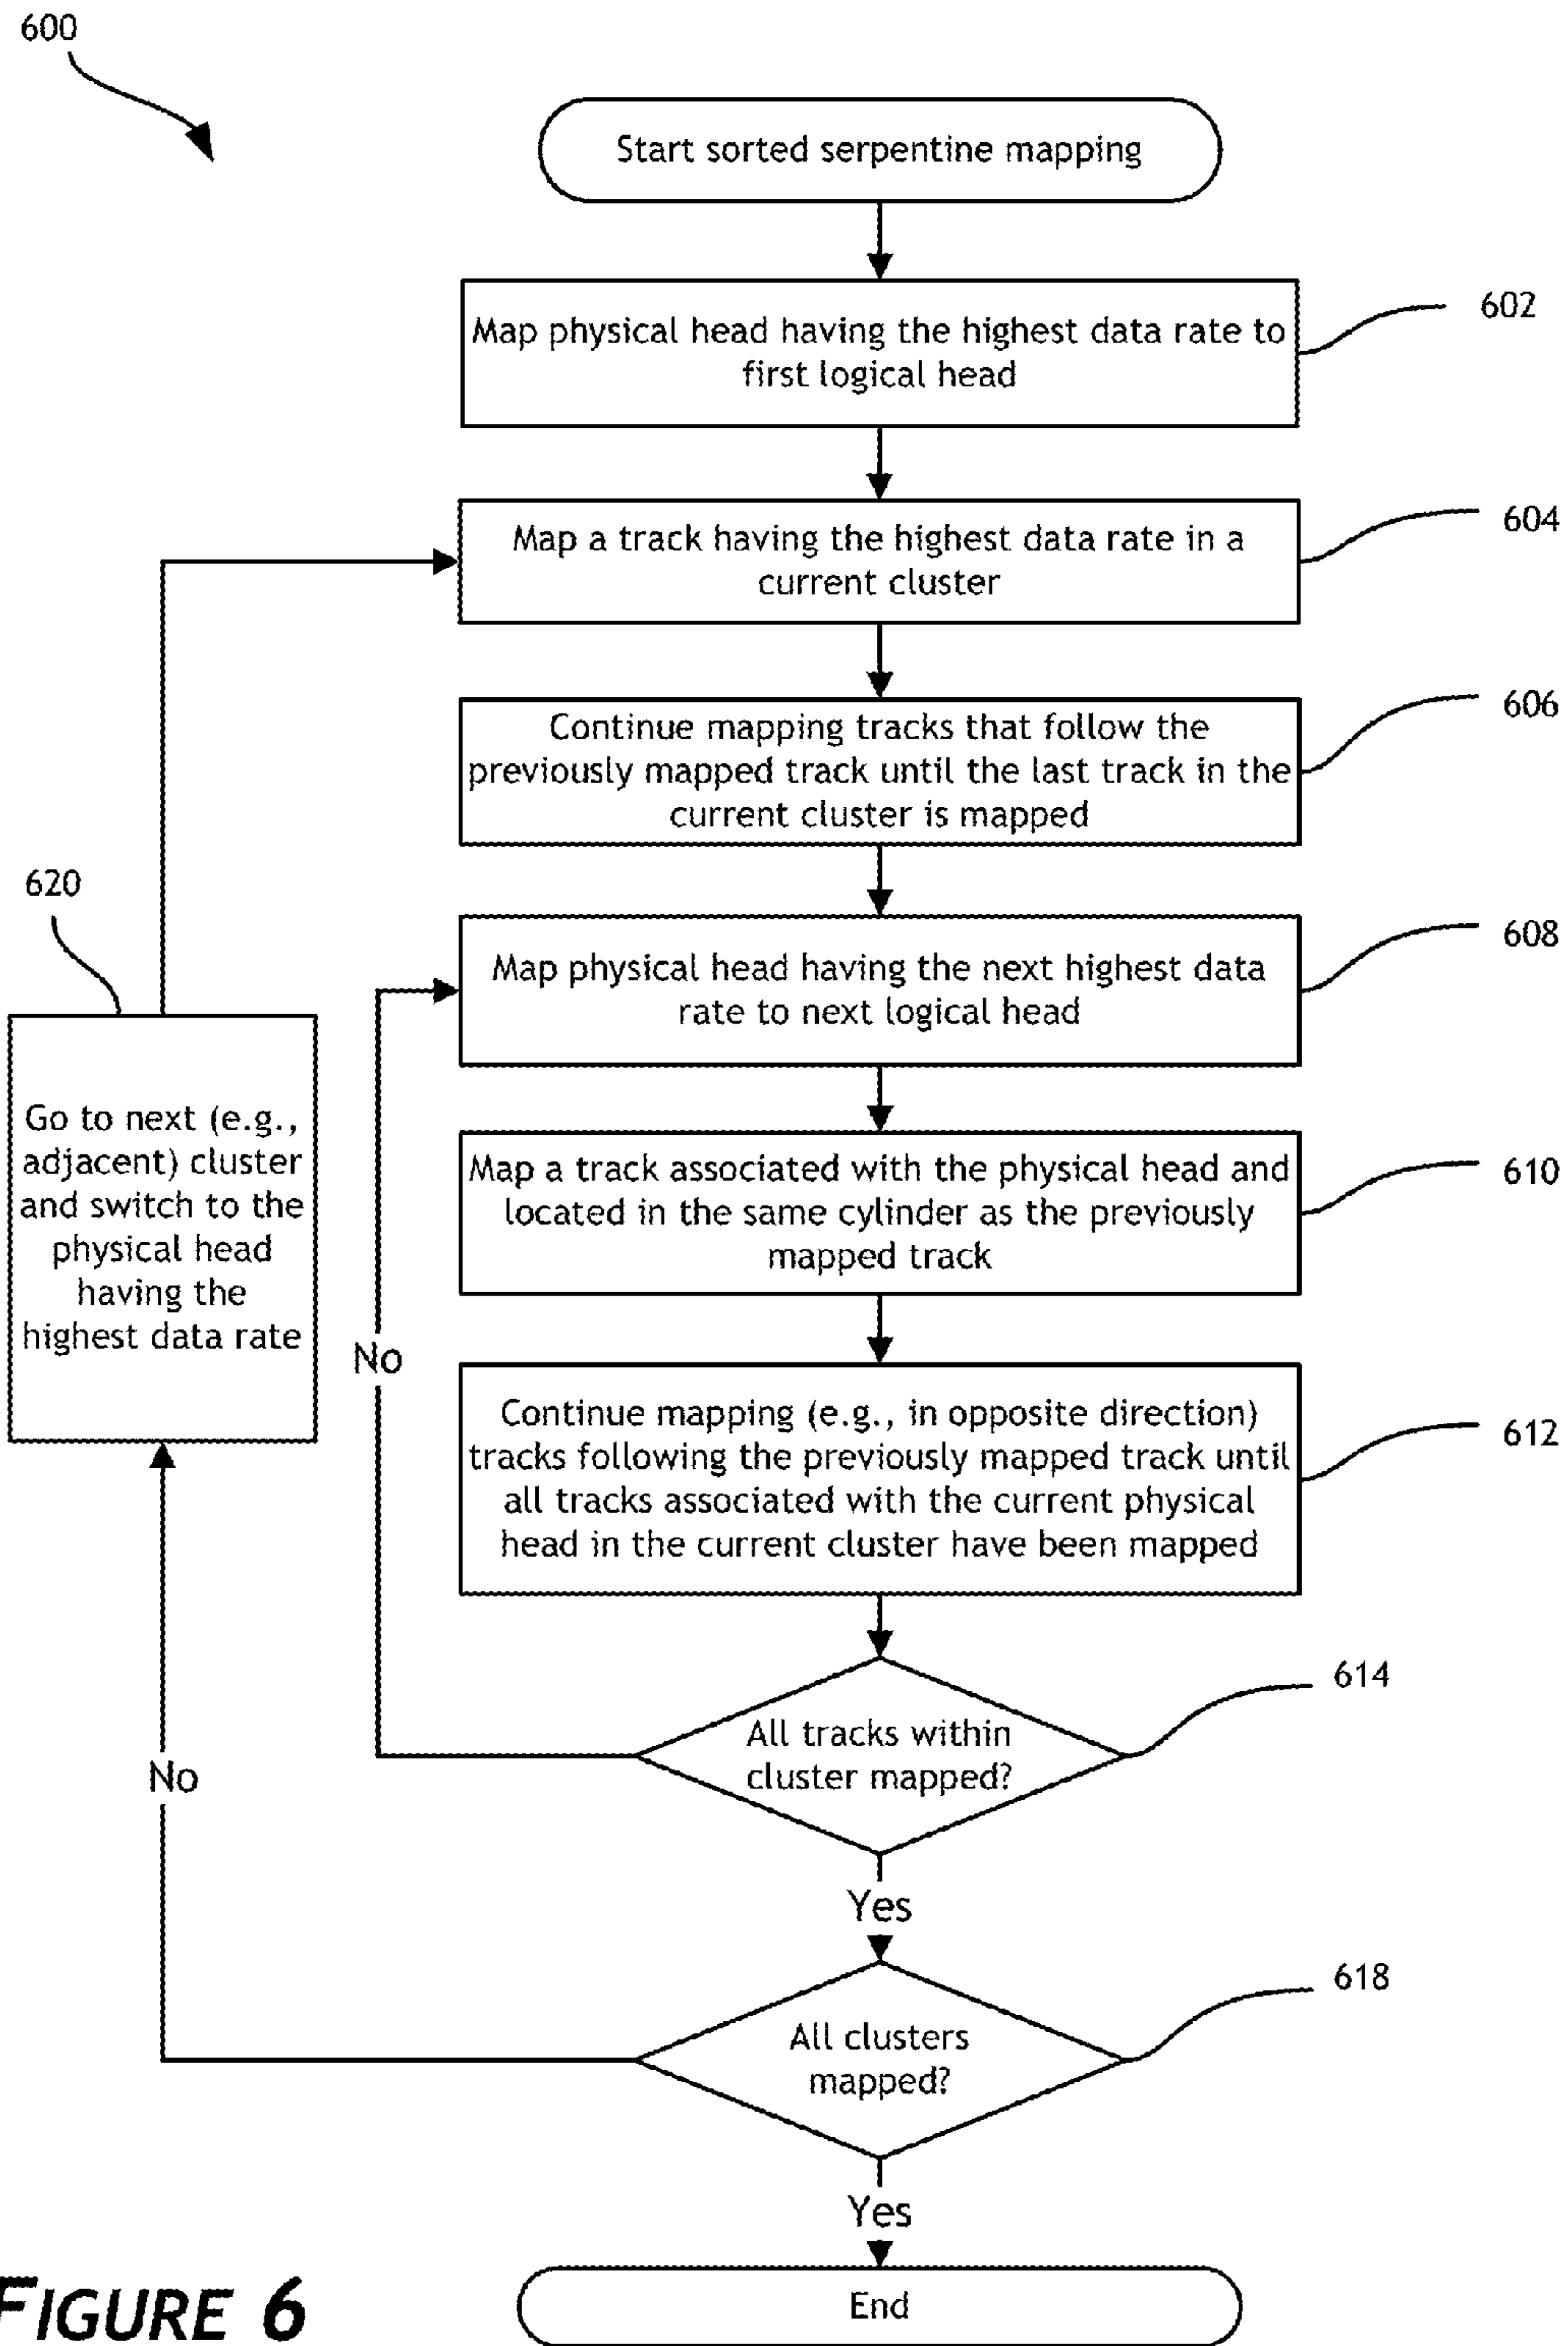 600
Start sorted serpentine mapping
Map physical head having the highest data rate to
first logical head
602
Map a track having the highest data rate in a
current cluster
604
Continue mapping tracks that follow the
previously mapped track until the last track in the
current cluster is mapped
606
620
Map physical head having the next highest data
rate to next logical head
608
Go to next (e.g.,
adjacent) cluster
and switch to the
physical head
having the
highest data rate
Map a track associated with the physical head and
located in the same cylinder as the previously
mapped track
610
No
Continue mapping (e.g., in opposite direction)
tracks following the previously mapped track until
all tracks associated with the current physical
head in the current cluster have been mapped
612
All tracks within
cluster mapped?
614
No
Yes
All clusters
mapped?
618
Yes
End
FIGURE 6